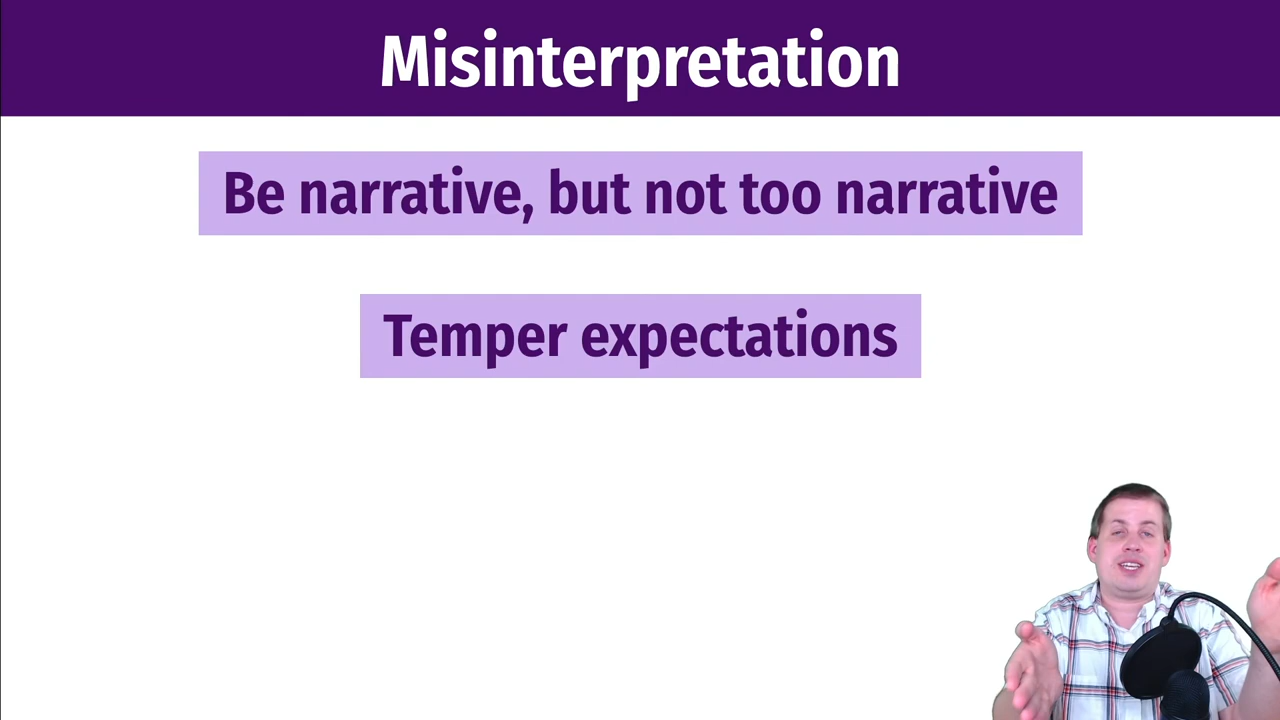 Misinterpretation
Be narrative, but not too narrative
Temper expectations